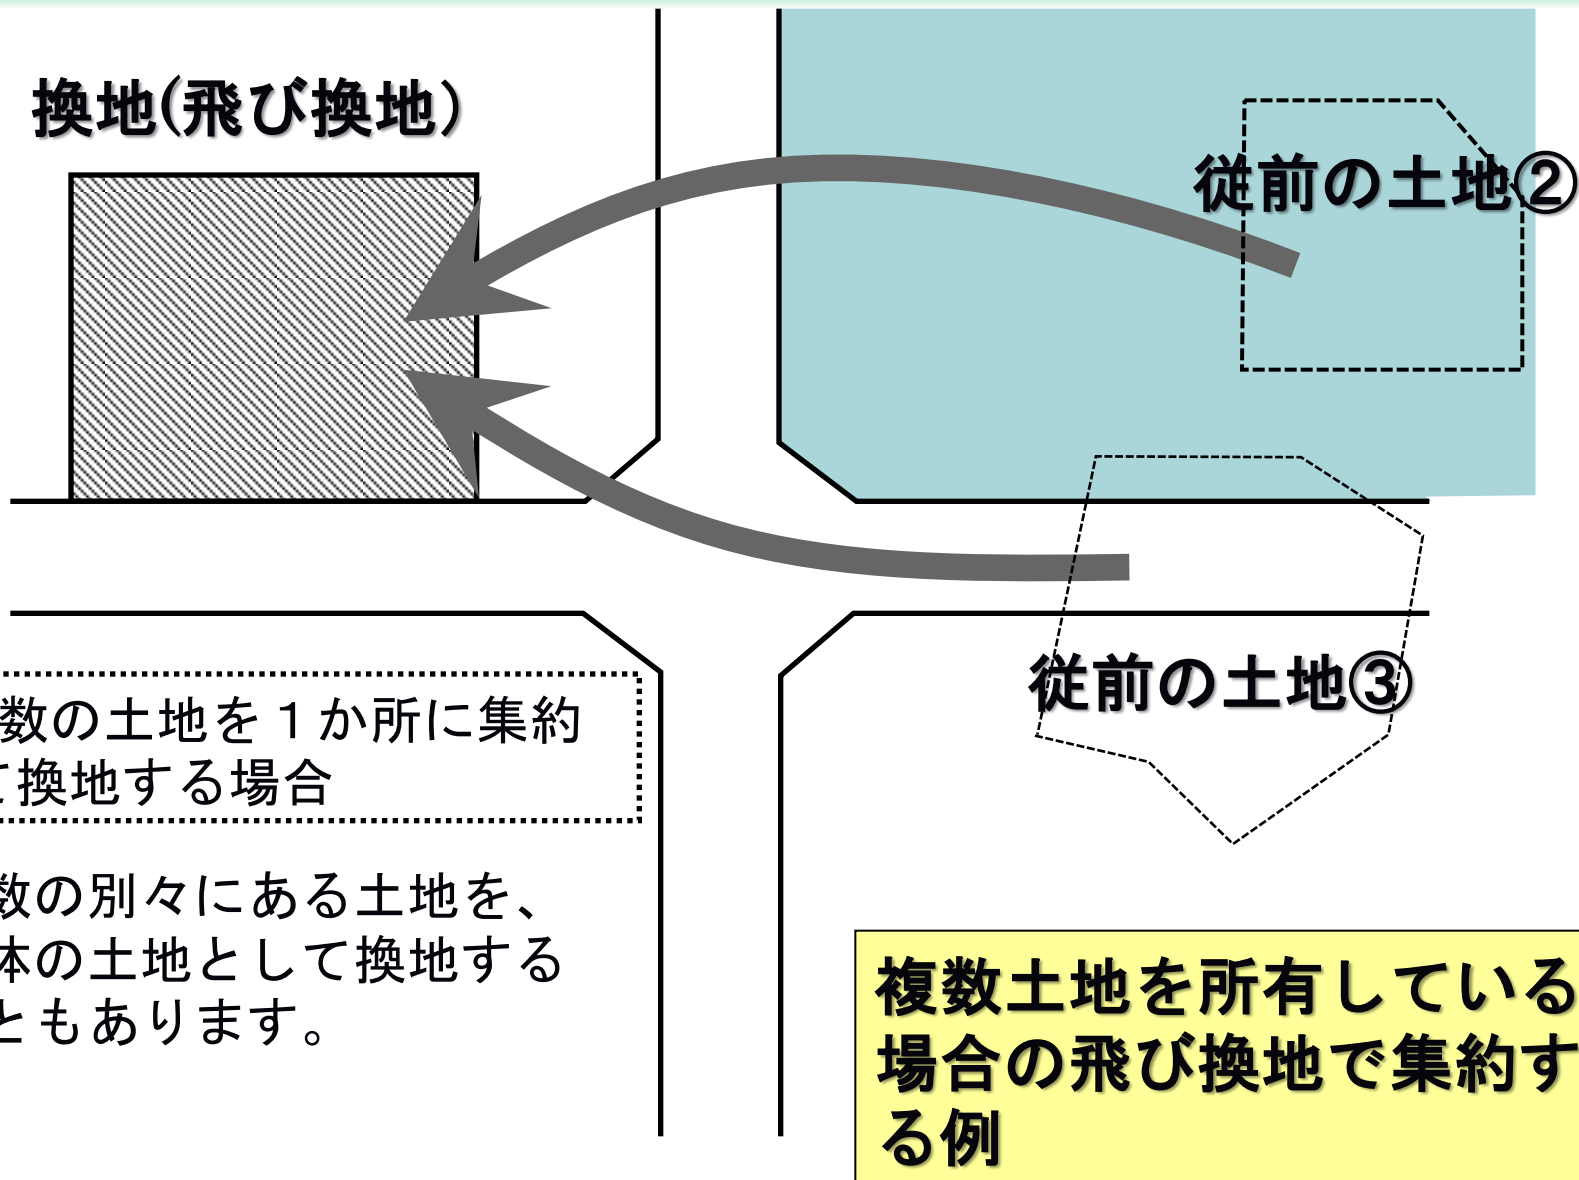 換地(飛び換地）
従前の土地②
従前の土地③
数の土地を１か所に集約
て換地する場合
数の別々にある土地を、
体の土地として換地する
ともあります。
複数土地を所有している
場合の飛び換地で集約す
る例